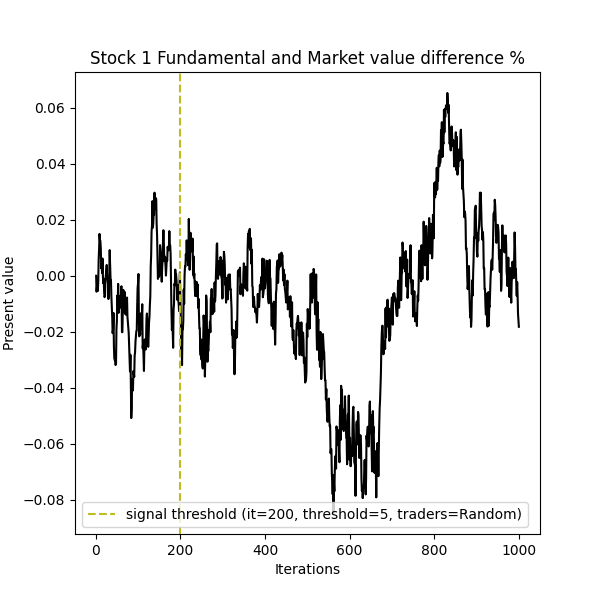 Stock 1 Fundamental and Market value difference %
Present value
0.06
0.04
0.02
0.00
−0.02
−0.04
−0.06
−0.08
signal threshold (it=200, threshold=5, traders=Random)
0 200 400 600 800 1000
Iterations